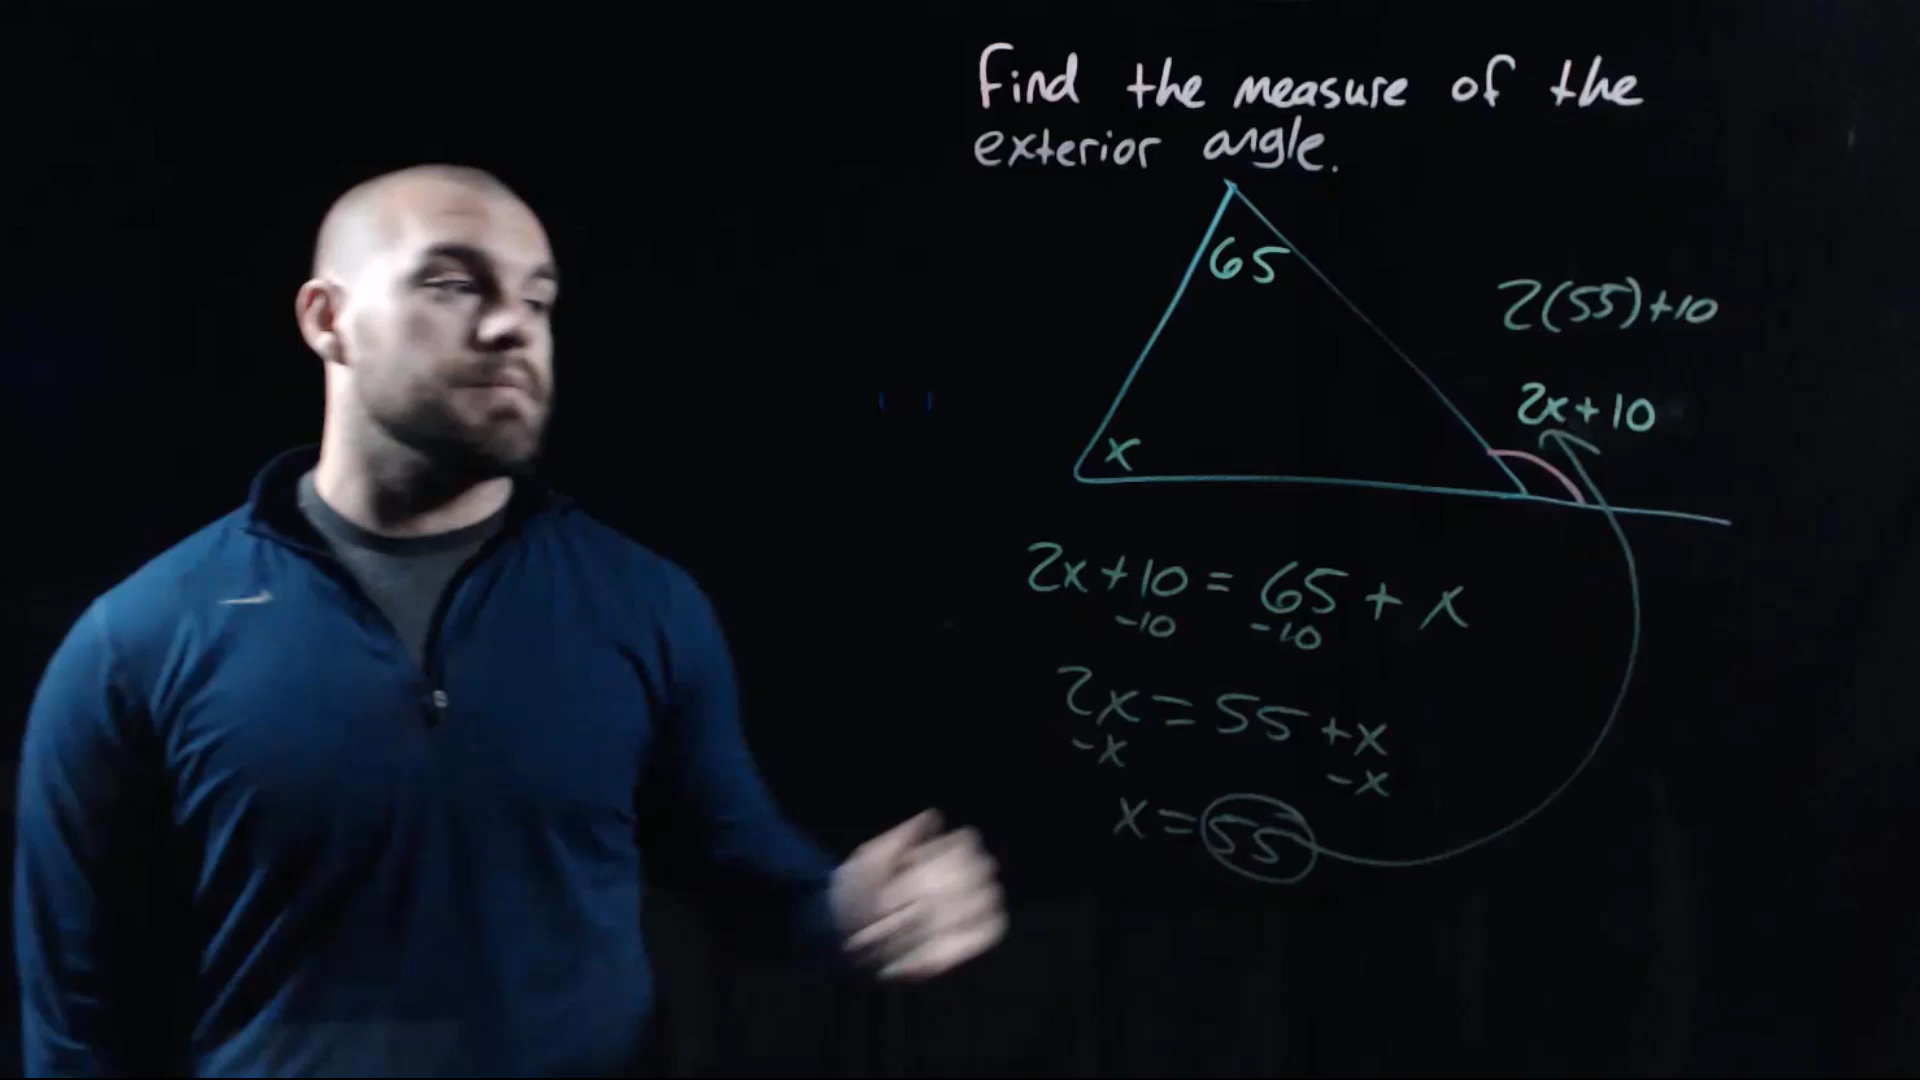 Find the measure of the
exterior angle.
65
2(55)+10
2x+10
x
2x+10=65+x
-10 -10
2x=55+x
-x -x
x=55